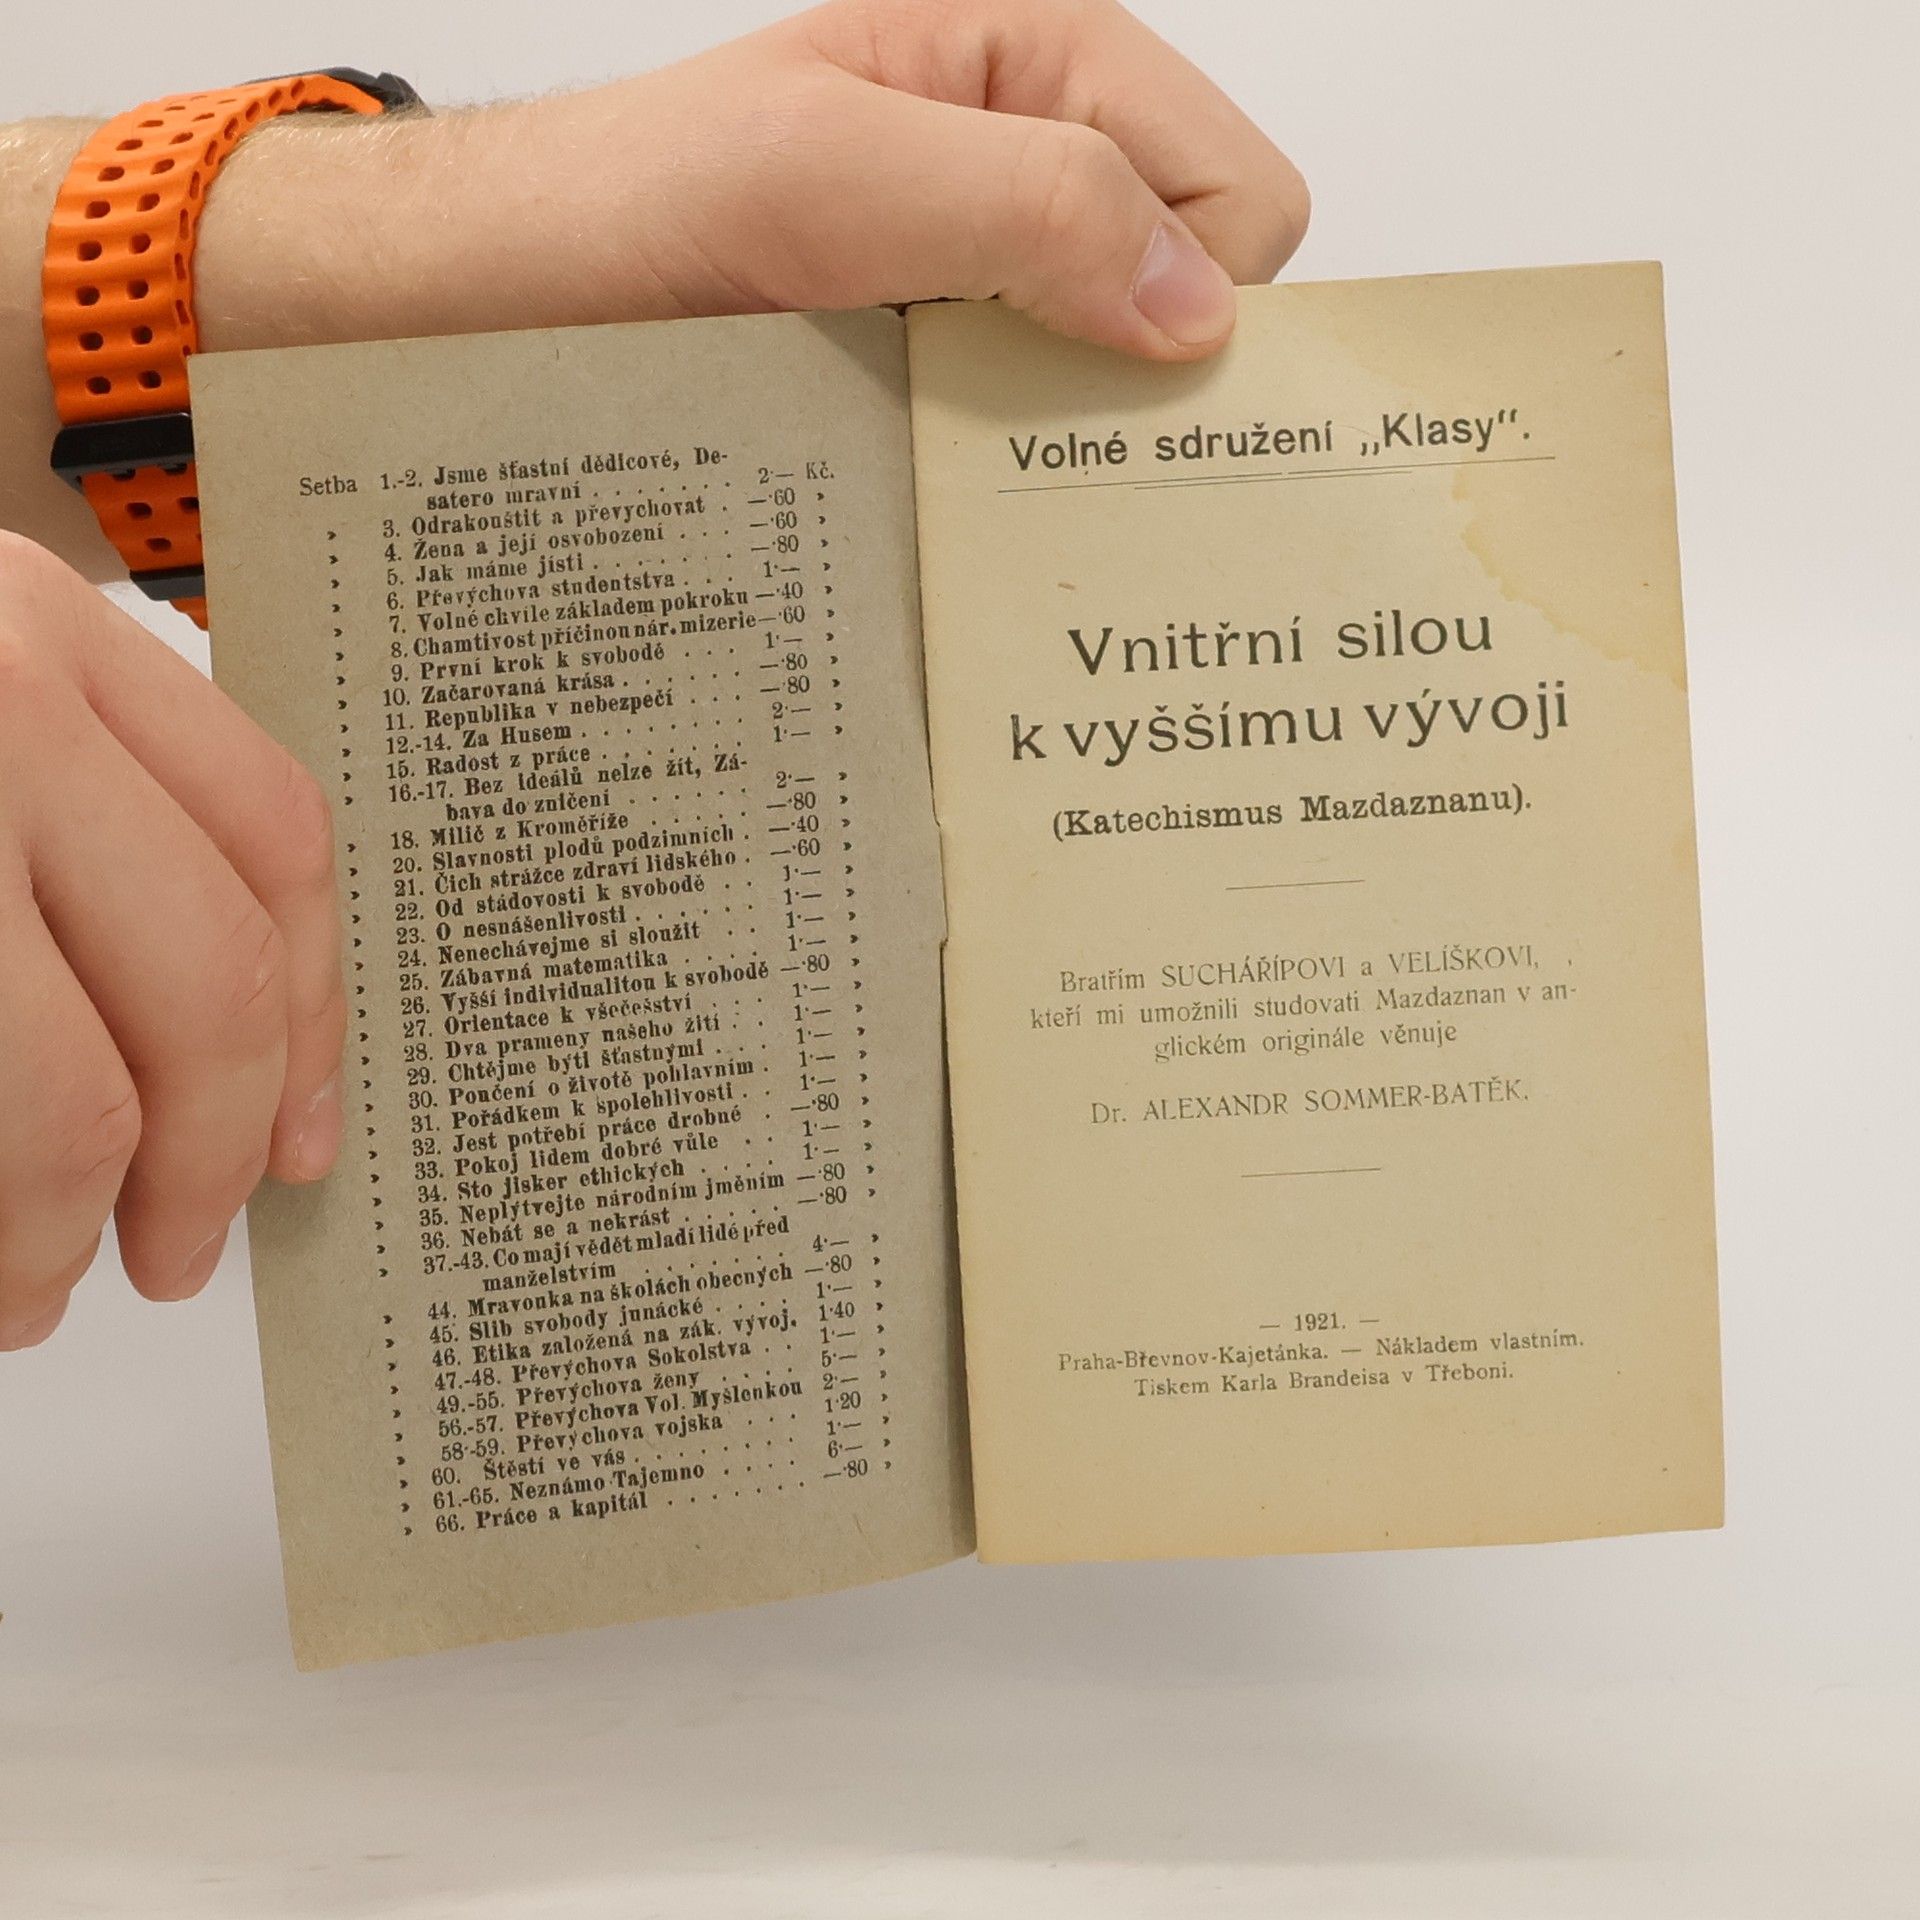 Setba 1.-2. Jsme šťastní dědicové, De-
satero mravní . . . . . . . 2·— Kč.
» 3. Odrakouštit a převychovat . —·60 »
» 4. Žena a její osvobození . . . —·60 »
» 5. Jak máme jísti . . . . . . . —·80 »
» 6. Převýchova studentstva . . . 1·— »
» 7. Volné chvíle základem pokroku —·40 »
» 8. Chamtivost příčinou nár. mizerie —·60 »
» 9. První krok k svobodě . . . 1·— »
» 10. Začarovaná krása . . . . . . —·80 »
» 11. Republika v nebezpečí . . . —·80 »
» 12.-14. Za Husem . . . . . . . 2·— »
» 15. Radost z práce . . . . . . . 1·— »
» 16.-17. Bez ideálů nelze žít, Zá-
bava do zničení . . . . . . 2·— »
» 18. Milič z Kroměříže . . . . . —·80 »
» 20. Slavnosti plodů podzimních . —·40 »
» 21. Čich strážce zdraví lidského . —·60 »
» 22. Od stádovosti k svobodě . . 1·— »
» 23. O nesnášenlivosti . . . . . . 1·— »
» 24. Nenechávejme si sloužit . . 1·— »
» 25. Zábavná matematika . . . . 1·— »
» 26. Vyšší individualitou k svobodě —·80 »
» 27. Orientace k všečešství . . . 1·— »
» 28. Dva prameny našeho žití . . 1·— »
» 29. Chtějme býti šťastnými . . . 1·— »
» 30. Poučení o životě pohlavním . 1·— »
» 31. Pořádkem k spolehlivosti . . 1·— »
» 32. Jest potřebí práce drobné . —·80 »
» 33. Pokoj lidem dobré vůle . . 1·— »
» 34. Sto jisker ethických . . . . 1·— »
» 35. Neplýtvejte národním jměním —·80 »
» 36. Nebát se a nekrást . . . . . —·80 »
» 37.-43. Co mají vědět mladí lidé před
manželstvím . . . . . . 4·— »
» 44. Mravouka na školách obecných —·80 »
» 45. Slib svobody junácké . . . . 1·— »
» 46. Etika založená na zák. vývoj. 1·40 »
» 47.-48. Převýchova Sokolstva . . 1·— »
» 49.-55. Převýchova ženy . . . . 5·— »
» 56.-57. Převýchova Vol. Myšlenkou 2·— »
» 58.-59. Převýchova vojska . . . 1·20 »
» 60. Štěstí ve vás . . . . . . . . 1·— »
» 61.-65. Neznámo Tajemno . . . . 6·— »
» 66. Práce a kapitál . . . . . . . —·80 »
Volné sdružení „Klasy“.
Vnitřní silou
k vyššímu vývoji
(Katechismus Mazdaznanu).
Bratřím SUCHÁŘÍPOVI a VELÍŠKOVI,
kteří mi umožnili studovati Mazdaznan v an-
glickém originále věnuje
Dr. ALEXANDR SOMMER-BATĚK.
— 1921. —
Praha-Břevnov-Kajetánka. — Nákladem vlastním.
Tiskem Karla Brandeisa v Třeboni.